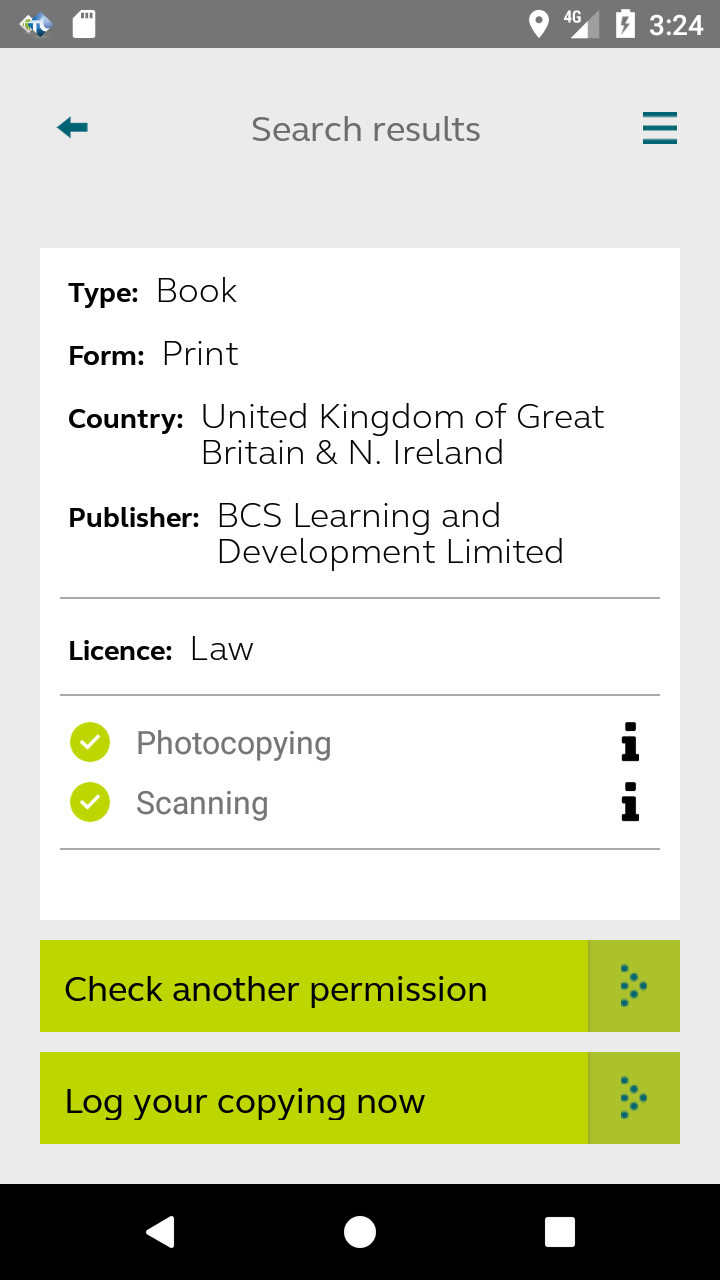 4G 3:24
Search results
Type: Book
Form: Print
Country: United Kingdom of Great
Britain & N. Ireland
Publisher: BCS Learning and
Development Limited
Licence: Law
Photocopying
Scanning
Check another permission
Log your copying now